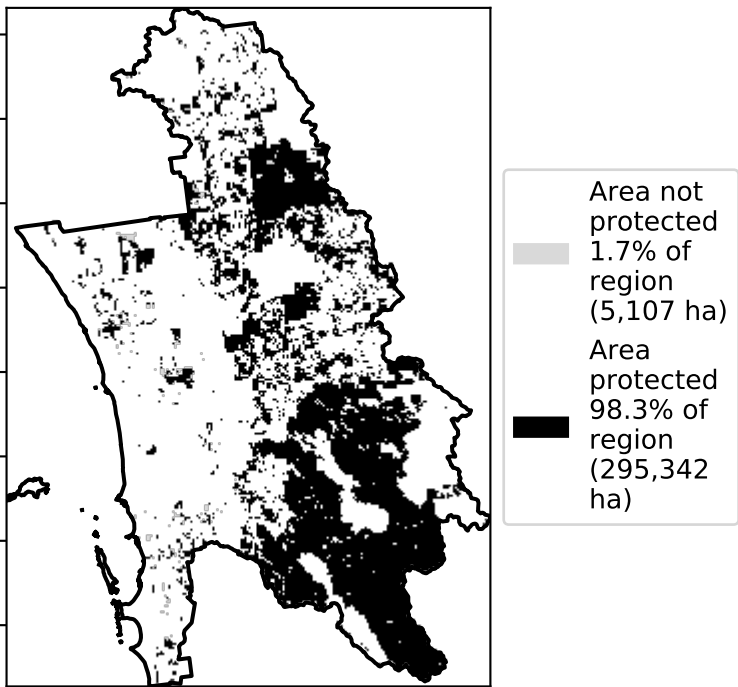 Area not
protected
1.7% of
region
(5,107 ha)
Area
protected
98.3% of
region
(295,342
ha)